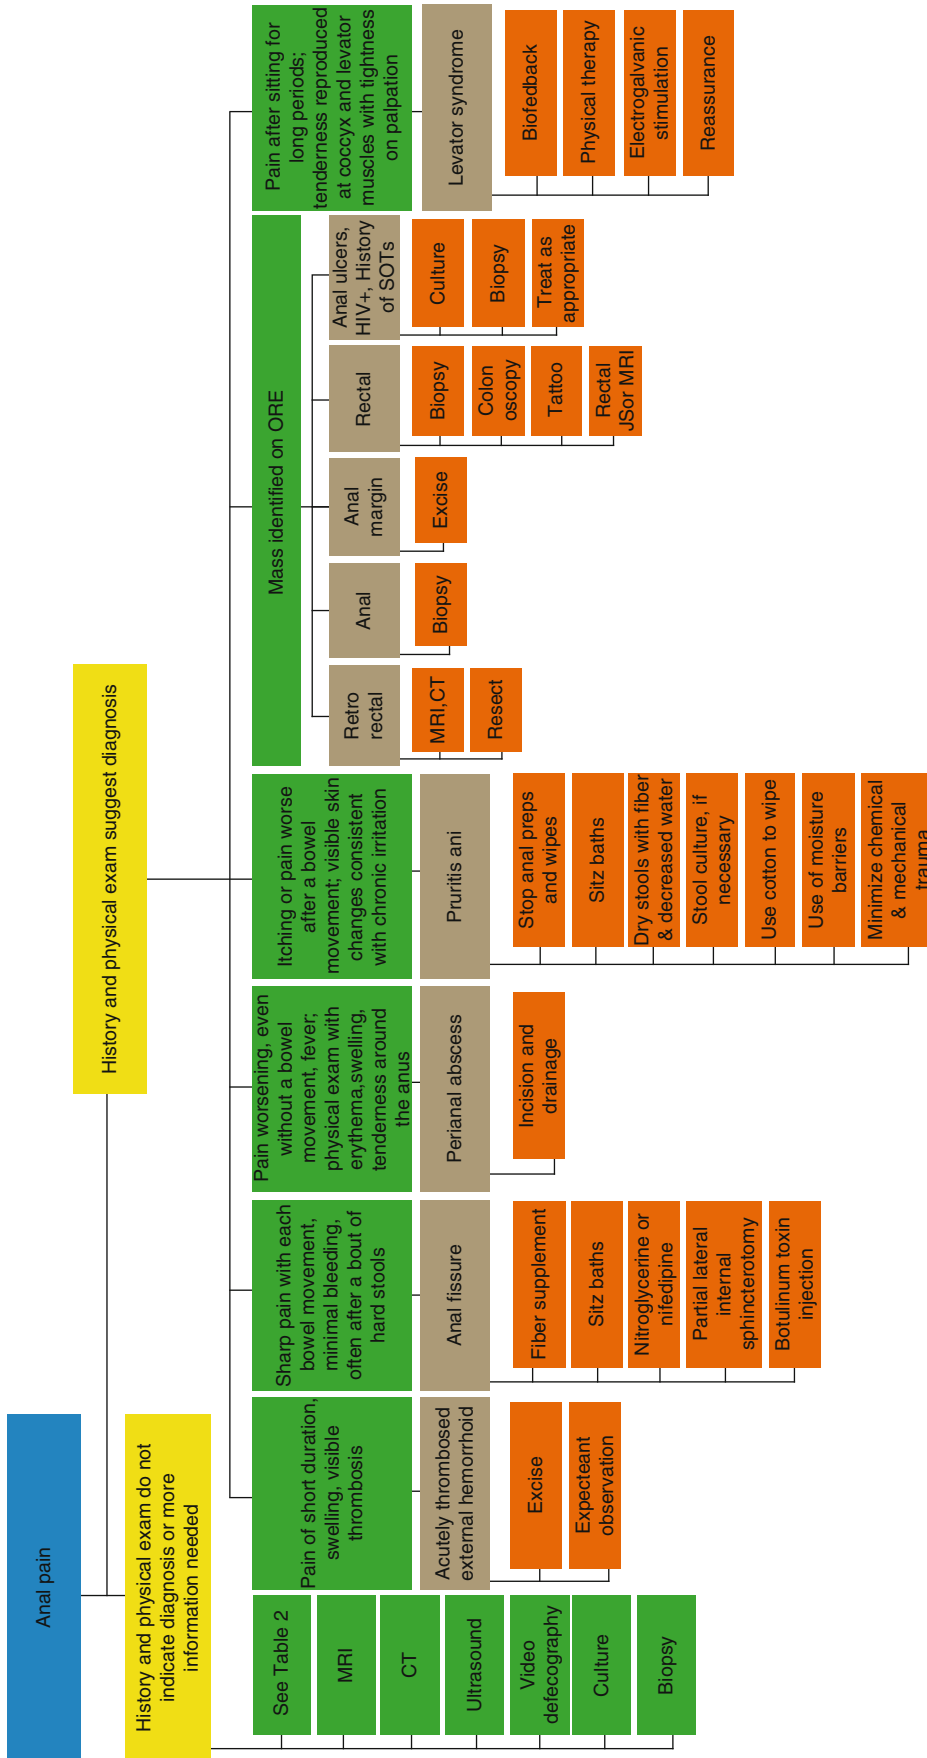 Anal pain
History and physical exam do not
indicate diagnosis or more
information needed
See Table 2
MRI
CT
Ultrasound
Video
defecography
Culture
Biopsy
History and physical exam suggest diagnosis
Pain of short duration,
swelling, visible
thrombosis
Acutely thrombosed
external hemorrhoid
Excise
Expecteant
observation
Sharp pain with each
bowel movement,
minimal bleeding,
often after a bout of
hard stools
Anal fissure
Fiber supplement
Sitz baths
Nitroglycerine or
nifedipine
Partial lateral
internal
sphincterotomy
Botulinum toxin
injection
Pain worsening, even
without a bowel
movement, fever;
physical exam with
erythema,swelling,
tenderness around
the anus
Perianal abscess
Incision and
drainage
Itching or pain worse
after a bowel
movement; visible skin
changes consistent
with chronic irritation
Pruritis ani
Stop anal preps
and wipes
Sitz baths
Dry stools with fiber
& decreased water
Stool culture, if
necessary
Use cotton to wipe
Use of moisture
barriers
Minimize chemical
& mechanical
trauma
Mass identified on ORE
Retro
rectal
MRI,CT
Resect
Anal
Biopsy
Anal
margin
Excise
Rectal
Biopsy
Colon
oscopy
Tattoo
Rectal
JSor MRI
Anal ulcers,
HIV+, History
of SOTs
Culture
Biopsy
Treat as
appropriate
Pain after sitting for
long periods;
tenderness reproduced
at coccyx and levator
muscles with tightness
on palpation
Levator syndrome
Biofedback
Physical therapy
Electrogalvanic
stimulation
Reassurance